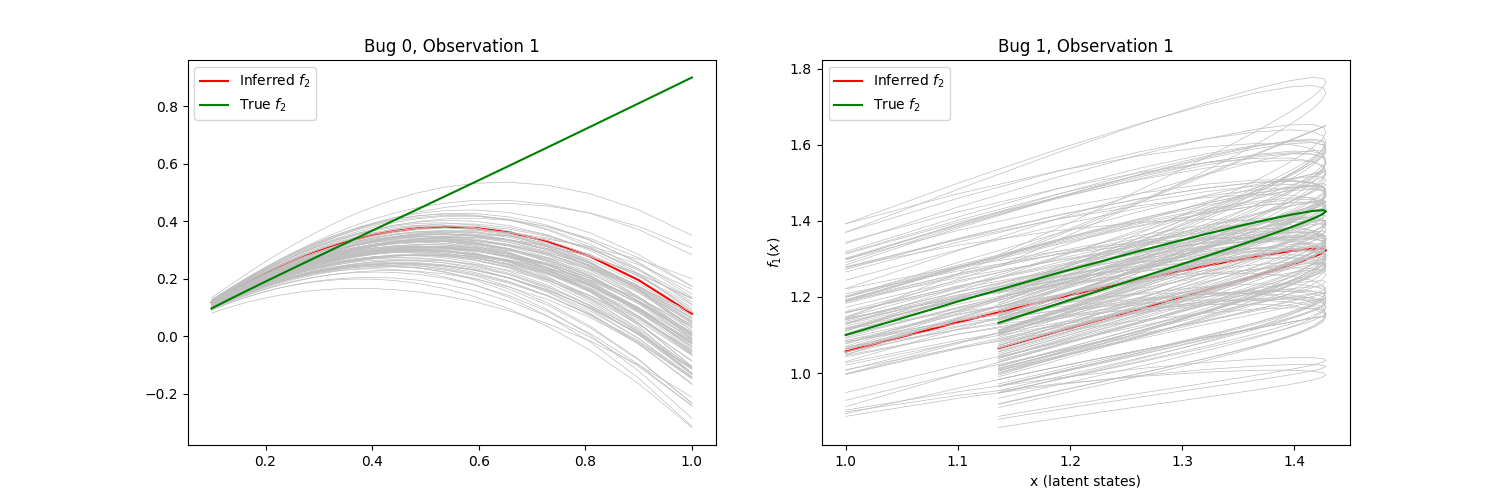 Bug 0, Observation 1
Inferred f₂
True f₂
0.8
0.6
0.4
0.2
0.0
−0.2
0.2 0.4 0.6 0.8 1.0
Bug 1, Observation 1
Inferred f₂
True f₂
f₁(x)
1.8
1.6
1.4
1.2
1.0
1.0 1.1 1.2 1.3 1.4
x (latent states)